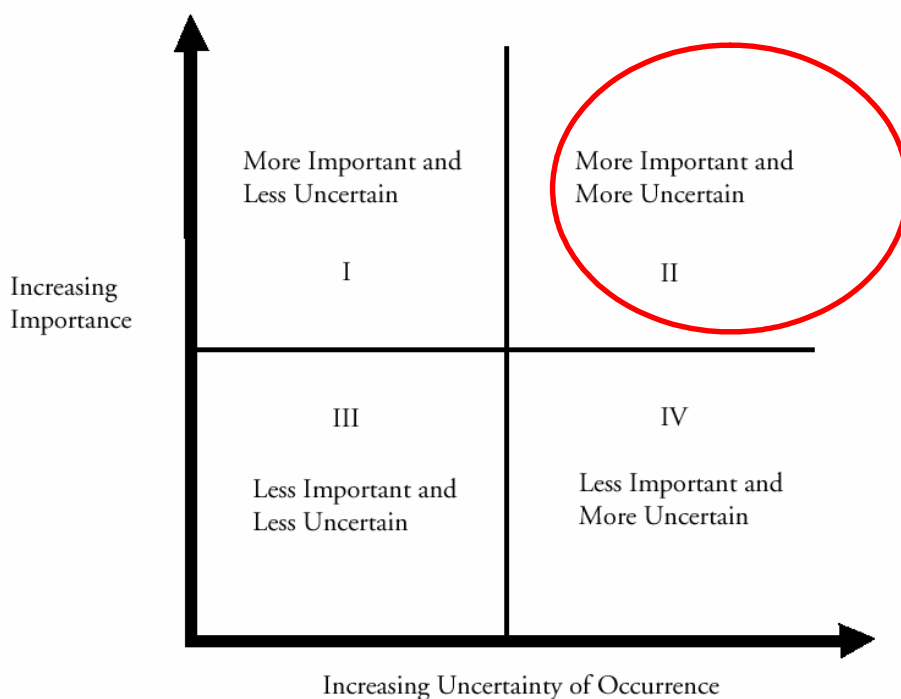 More Important and
Less Uncertain
I
More Important and
More Uncertain
II
Increasing
Importance
III
Less Important and
Less Uncertain
IV
Less Important and
More Uncertain
Increasing Uncertainty of Occurrence